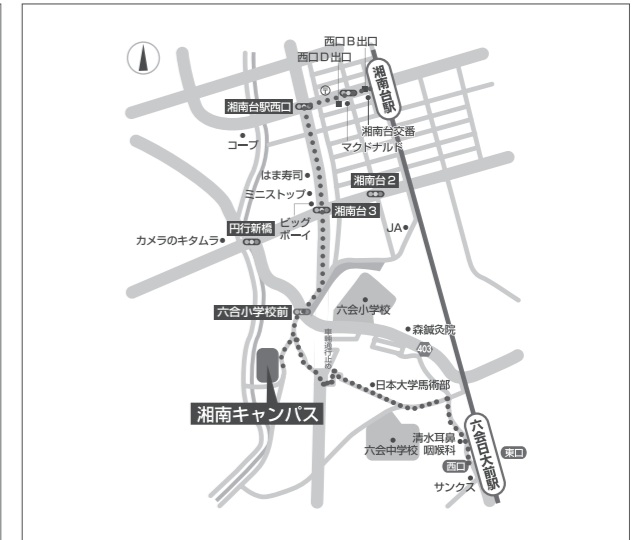 西口B出口
西口D出口
湘南台駅
湘南台駅西口
湘南台交番
マクドナルド
コープ
はま寿司
ミニストップ
湘南台2
湘南台3
ビッグ
ボーイ
円行新橋
カメラのキタムラ
JA
六会小学校
六合小学校前
森鍼灸院
403
車輌通行止め
日本大学馬術部
湘南キャンパス
六会中学校
清水耳鼻
咽喉科
六会日大前駅
東口
西口
サンクス